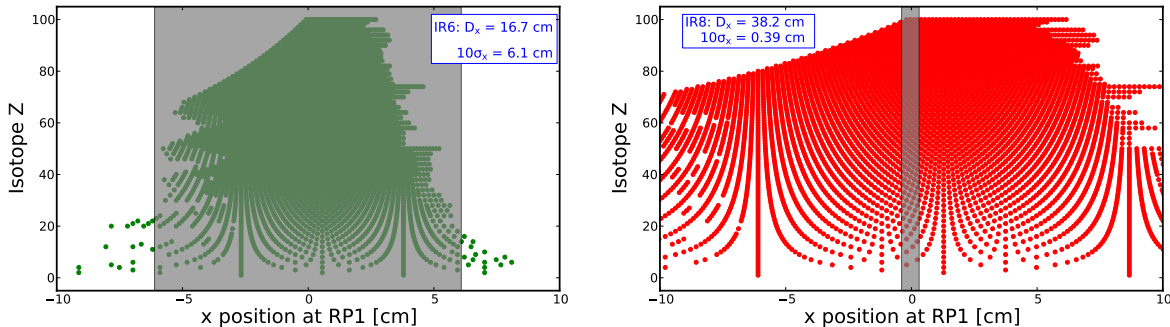 IR6: Dx = 16.7 cm
10σx = 6.1 cm
Isotope Z
100
80
60
40
20
0
−10
−5
0
5
10
x position at RP1 [cm]
IR8: Dx = 38.2 cm
10σx = 0.39 cm
Isotope Z
100
80
60
40
20
0
−10
−5
0
5
10
x position at RP1 [cm]